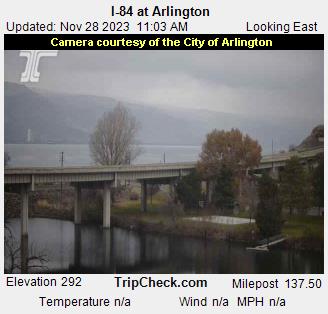 I-84 at Arlington
Updated: Nov 28 2023 11:03 AM Looking East
Camera courtesy of the City of Arlington
Elevation 292 TripCheck.com Milepost 137.50
Temperature n/a Wind n/a MPH n/a